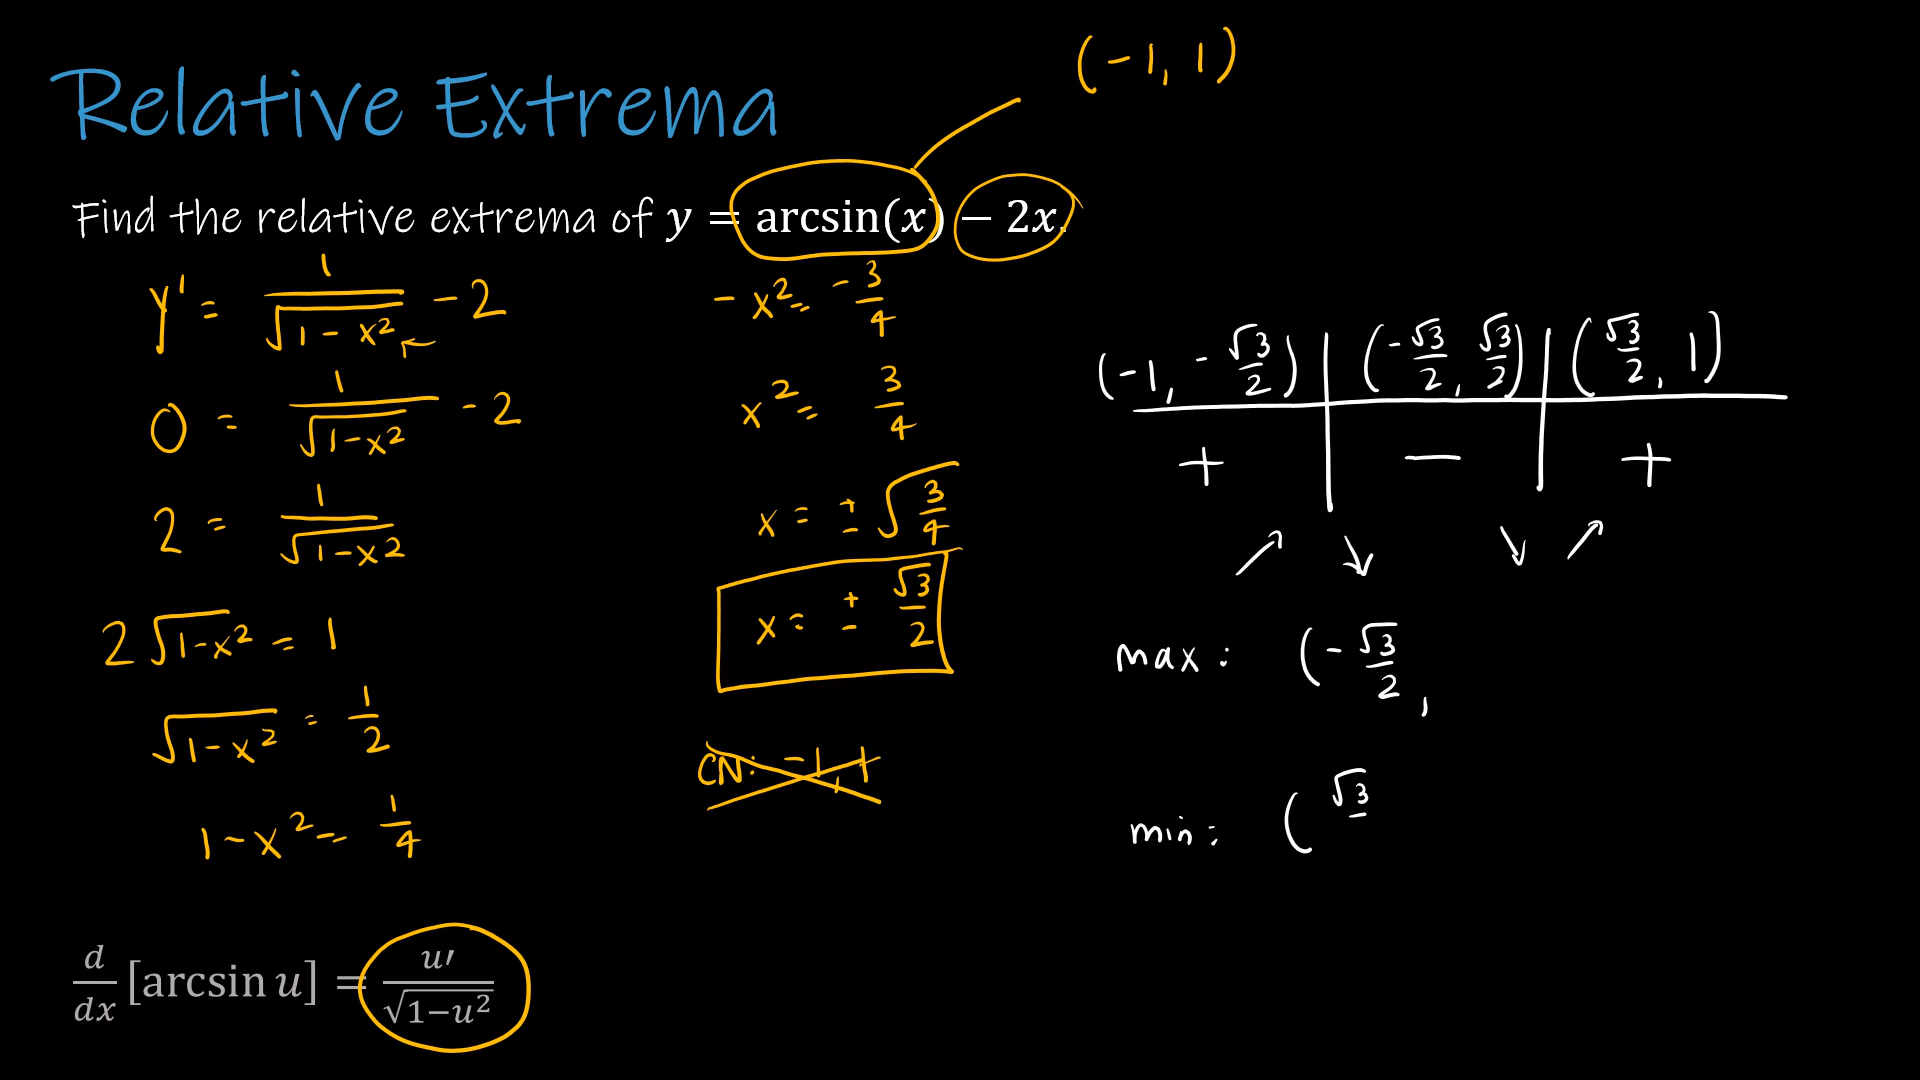 Relative Extrema
(-1, 1)
Find the relative extrema of y = arcsin(x) − 2x.
y' = 1/√(1 - x²) - 2
0 = 1/√(1-x²) - 2
2 = 1/√(1-x²)
2√(1-x²) = 1
√(1-x²) = 1/2
1-x² = 1/4
-x² = -3/4
x² = 3/4
x = ± √(3/4)
x = ± √3/2
CN: -1, 1
(-1, -√3/2) | (-√3/2, √3/2) | (√3/2, 1)
+ | - | +
↗ ↘ ↘ ↗
max: (-√3/2,
min: ( √3
d/dx [arcsin u] = u′/√(1−u²)